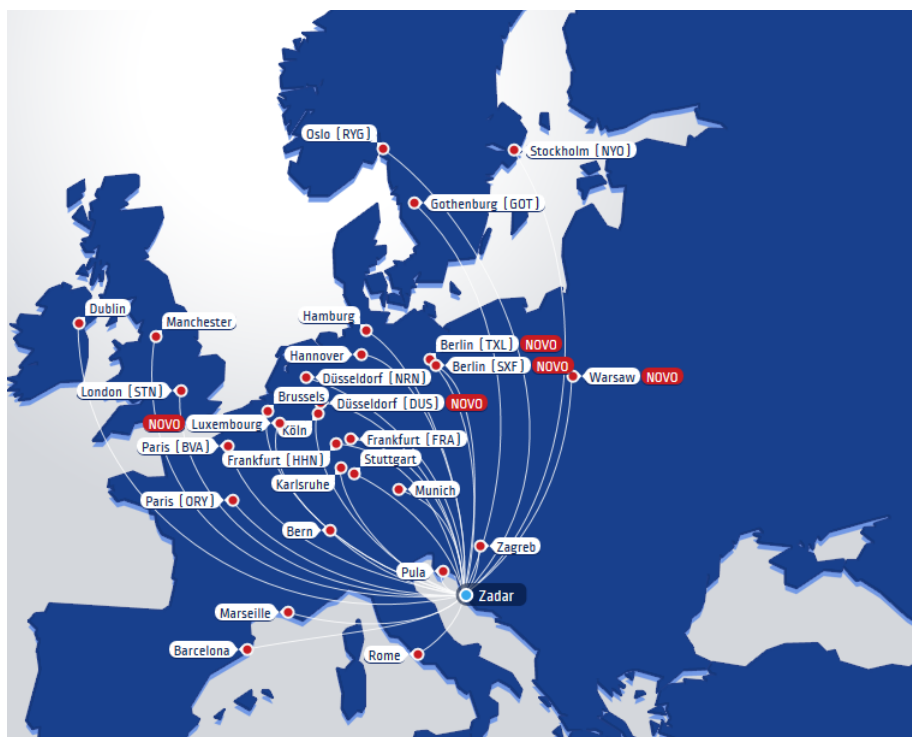 Oslo [RYG]
Stockholm [NYO]
Gothenburg [GOT]
Dublin
Manchester
Hamburg
Berlin [TXL] NOVO
Hannover
Berlin [SXF] NOVO
Düsseldorf [NRN]
Warsaw NOVO
London [STN]
Brussels
Düsseldorf [DUS] NOVO
NOVO Luxembourg
Köln
Paris [BVA]
Frankfurt [FRA]
Frankfurt [HHN]
Stuttgart
Karlsruhe
Munich
Paris [ORY]
Bern
Zagreb
Pula
Zadar
Marseille
Barcelona
Rome